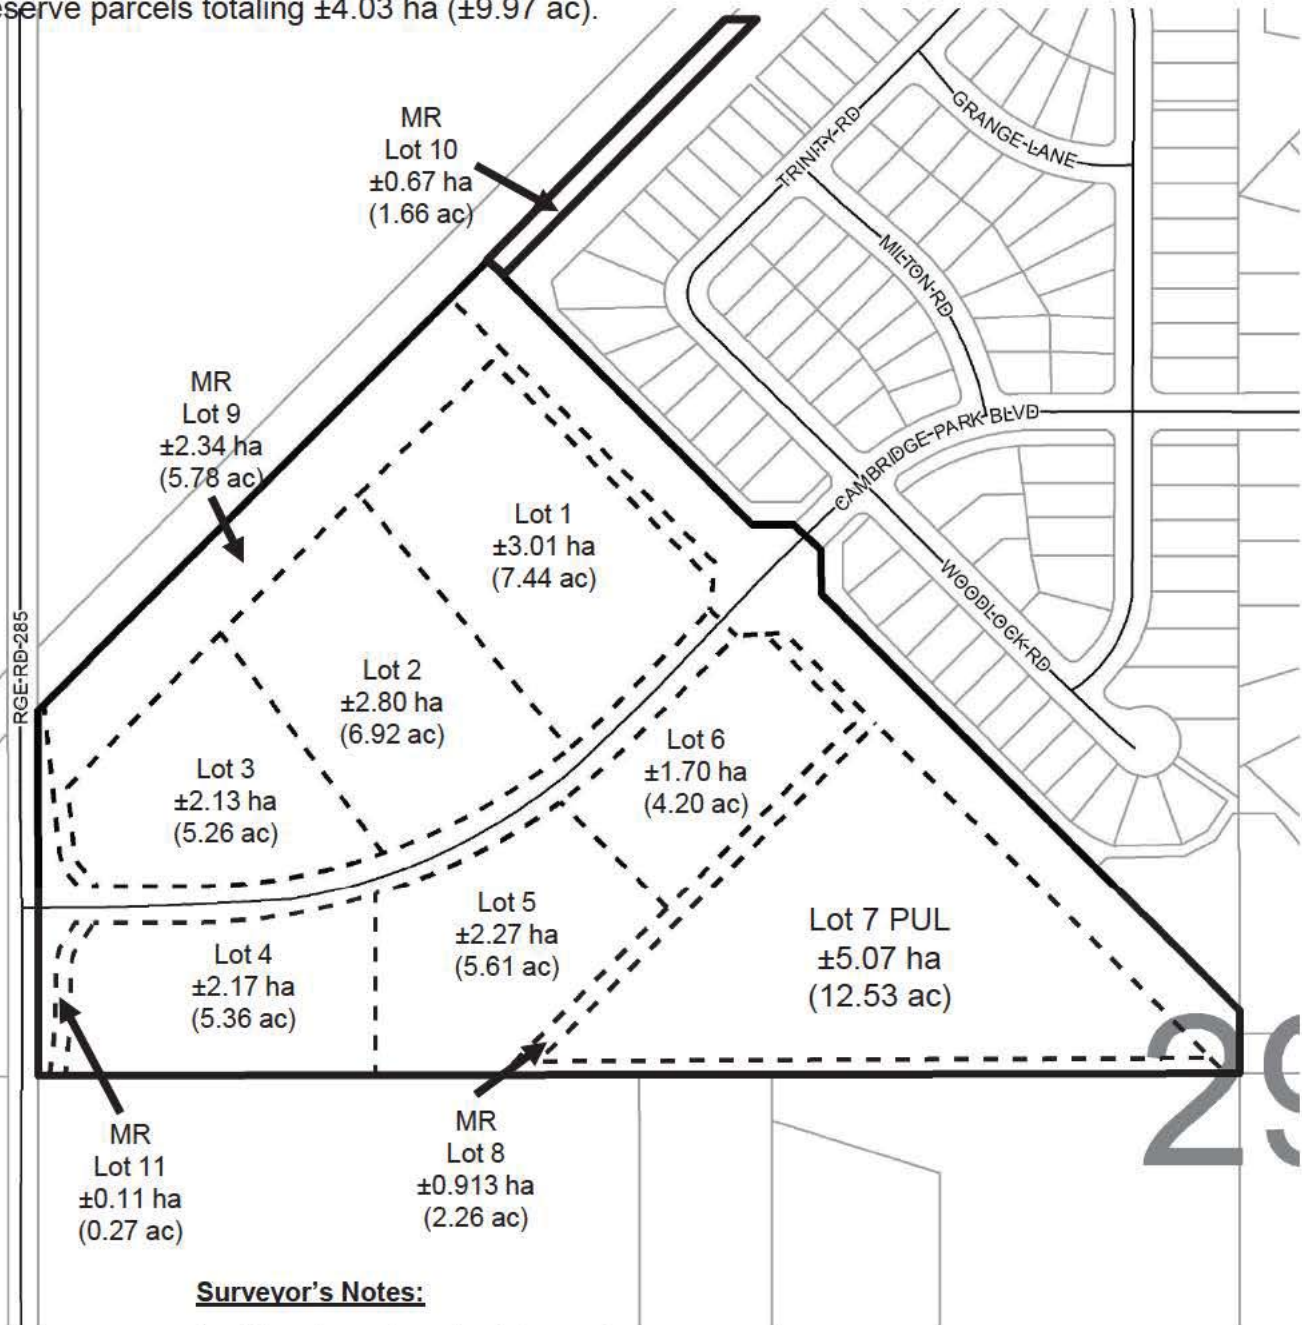 eserve parcels totaling ±4.03 ha (±9.97 ac).
MR
Lot 10
±0.67 ha
(1.66 ac)
GRANGE-LANE
TRINITY-RD
MILTON-RD
MR
Lot 9
±2.34 ha
(5.78 ac)
CAMBRIDGE-PARK-BLVD
Lot 1
±3.01 ha
(7.44 ac)
WOODLOCK-RD
RGE-RD-285
Lot 2
±2.80 ha
(6.92 ac)
Lot 6
±1.70 ha
(4.20 ac)
Lot 3
±2.13 ha
(5.26 ac)
Lot 5
±2.27 ha
(5.61 ac)
Lot 7 PUL
±5.07 ha
(12.53 ac)
Lot 4
±2.17 ha
(5.36 ac)
29
MR
Lot 11
±0.11 ha
(0.27 ac)
MR
Lot 8
±0.913 ha
(2.26 ac)
Surveyor's Notes: